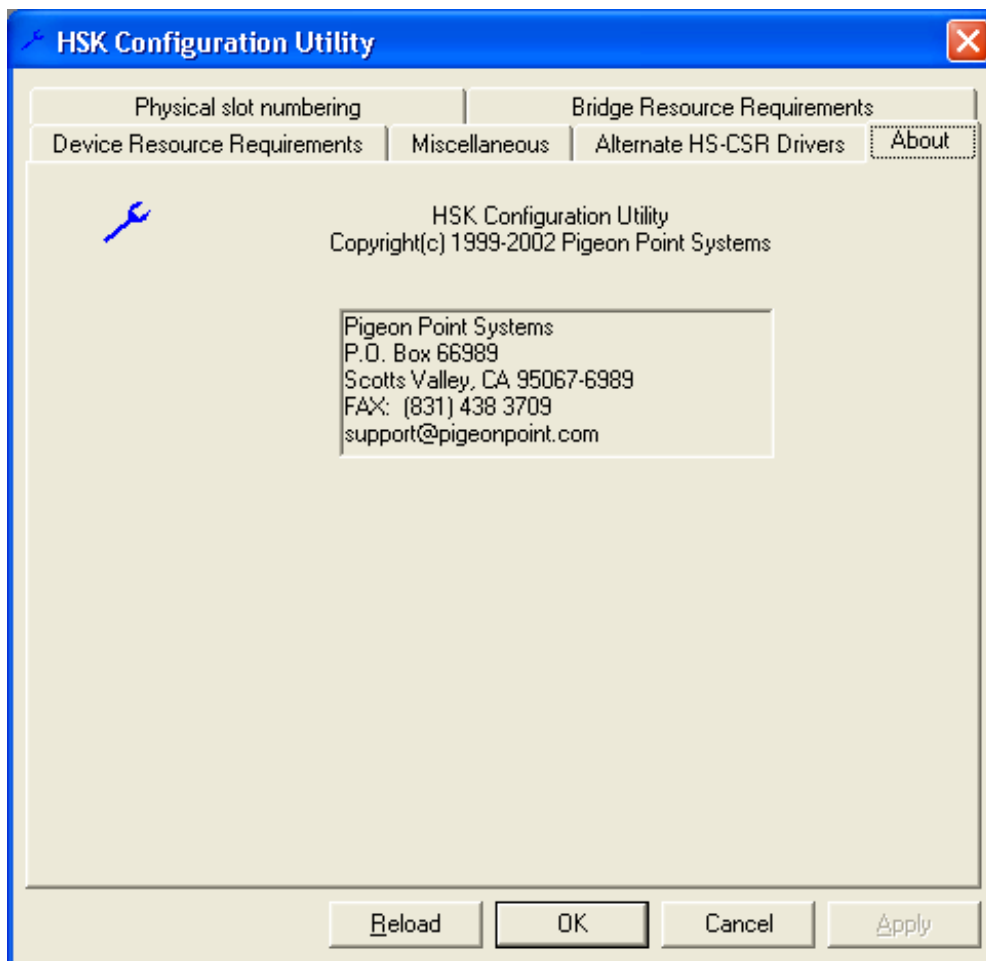 HSK Configuration Utility
Physical slot numbering
Bridge Resource Requirements
Device Resource Requirements
Miscellaneous
Alternate HS-CSR Drivers
About
HSK Configuration Utility
Copyright(c) 1999-2002 Pigeon Point Systems
Pigeon Point Systems
P.O. Box 66989
Scotts Valley, CA 95067-6989
FAX: (831) 438 3709
support@pigeonpoint.com
Reload
OK
Cancel
Apply